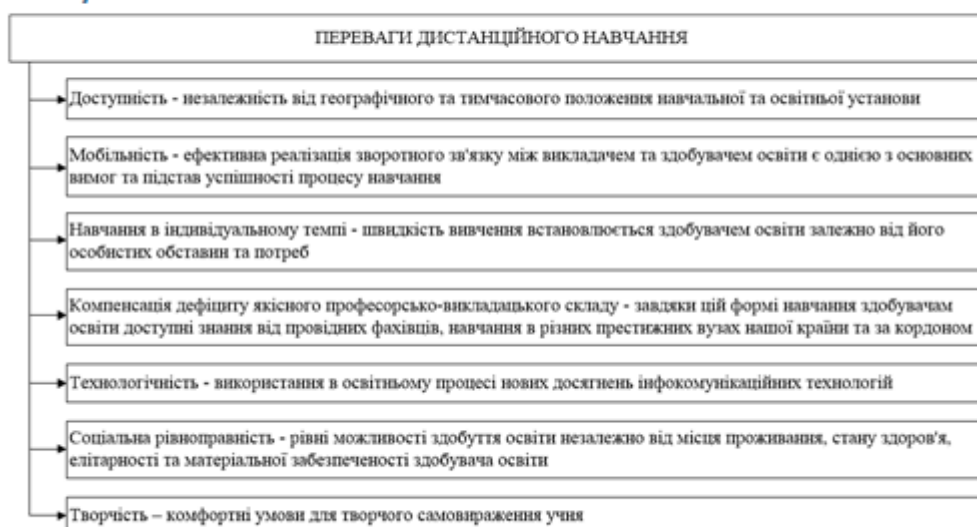 ПЕРЕВАГИ ДИСТАНЦІЙНОГО НАВЧАННЯ
Доступність - незалежність від географічного та тимчасового положення навчальної та освітньої установи
Мобільність - ефективна реалізація зворотного зв'язку між викладачем та здобувачем освіти є однією з основних
вимог та підстав успішності процесу навчання
Навчання в індивідуальному темпі - швидкість вивчення встановлюється здобувачем освіти залежно від його
особистих обставин та потреб
Компенсація дефіциту якісного професорсько-викладацького складу - завдяки цій формі навчання здобувачам
освіти доступні знання від провідних фахівців, навчання в різних престижних вузах нашої країни та за кордоном
Технологічність - використання в освітньому процесі нових досягнень інфокомунікаційних технологій
Соціальна рівноправність - рівні можливості здобуття освіти незалежно від місця проживання, стану здоров'я,
елітарності та матеріальної забезпеченості здобувача освіти
Творчість – комфортні умови для творчого самовираження учня